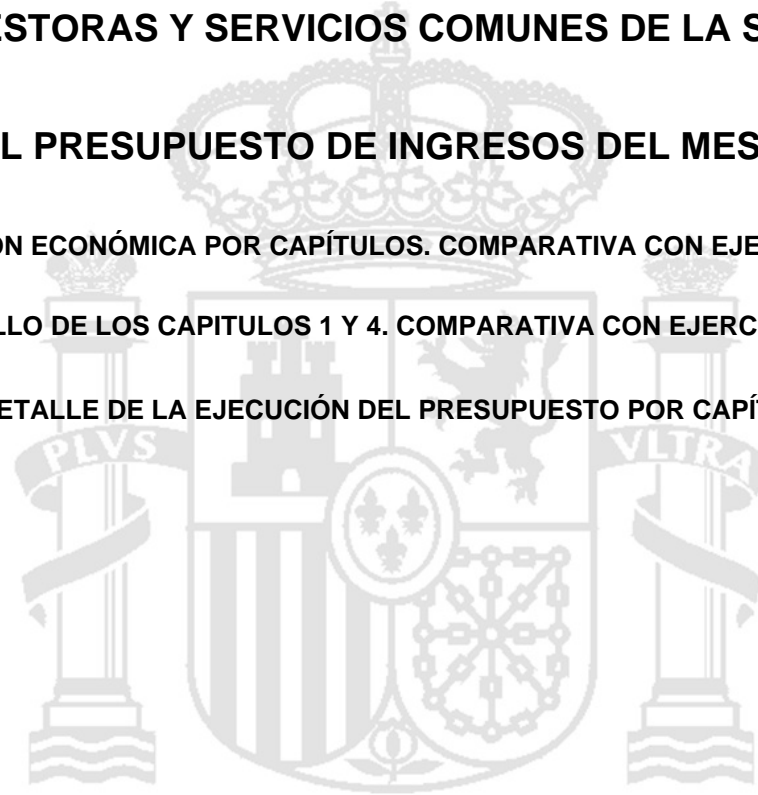 ESTORAS Y SERVICIOS COMUNES DE LA S
L PRESUPUESTO DE INGRESOS DEL MES
ÓN ECONÓMICA POR CAPÍTULOS. COMPARATIVA CON EJE
LLO DE LOS CAPITULOS 1 Y 4. COMPARATIVA CON EJERC
ETALLE DE LA EJECUCIÓN DEL PRESUPUESTO POR CAPÍ
PLVS VLTRA